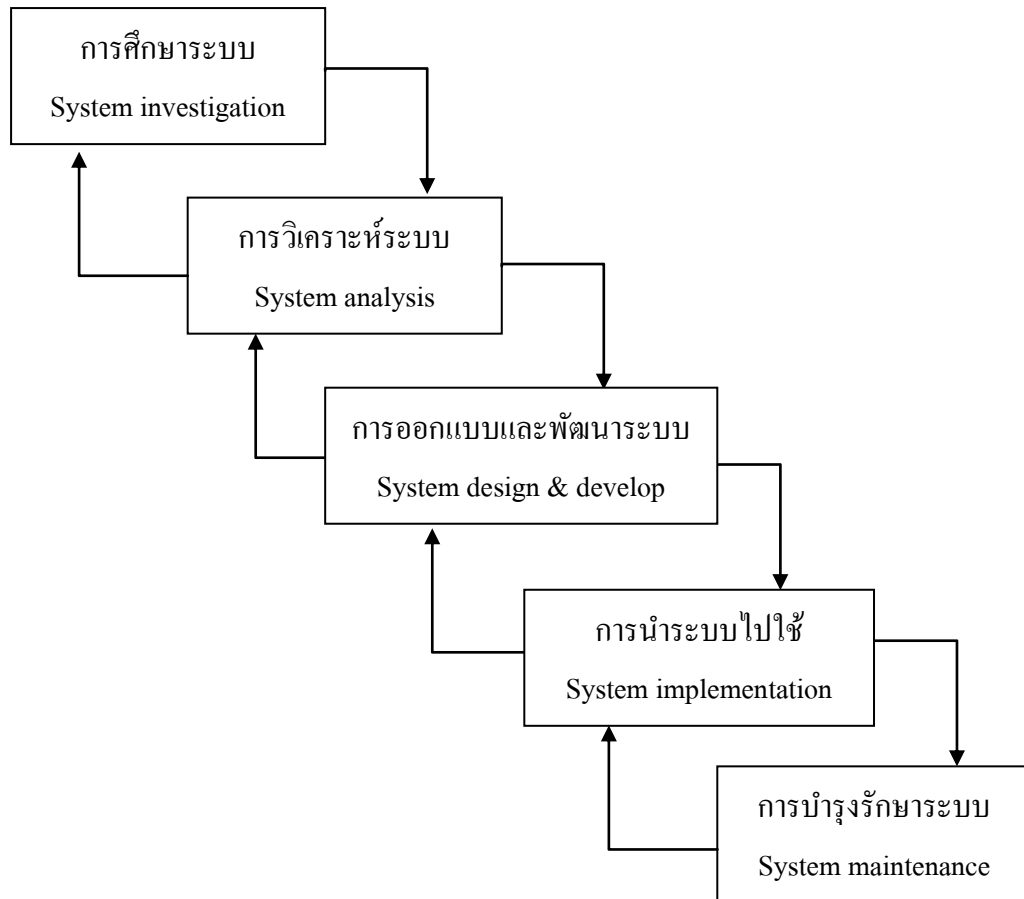 การศึกษาระบบ
System investigation
การวิเคราะห์ระบบ
System analysis
การออกแบบและพัฒนาระบบ
System design & develop
การนำระบบไปใช้
System implementation
การบำรุงรักษาระบบ
System maintenance